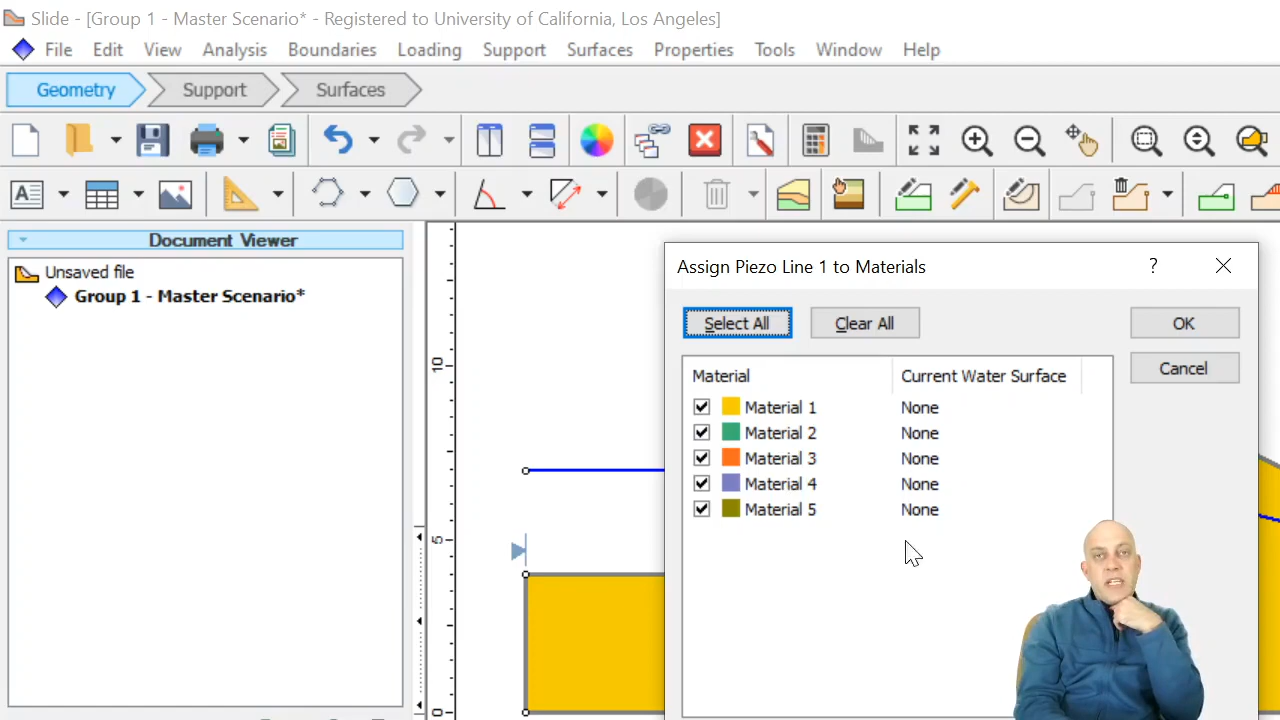 Slide - [Group 1 - Master Scenario* - Registered to University of California, Los Angeles]
File Edit View Analysis Boundaries Loading Support Surfaces Properties Tools Window Help
Geometry Support Surfaces
A
Document Viewer
Unsaved file
Group 1 - Master Scenario*
10
5
0
Assign Piezo Line 1 to Materials
?
Select All Clear All OK
Cancel
Material Current Water Surface
Material 1 None
Material 2 None
Material 3 None
Material 4 None
Material 5 None